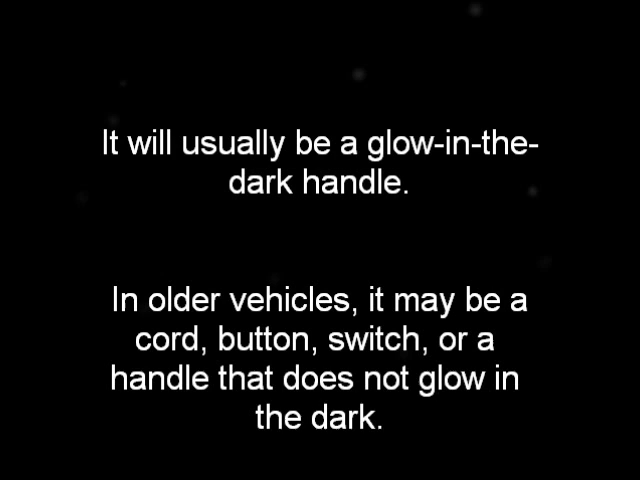 It will usually be a glow-in-the-
dark handle.
In older vehicles, it may be a
cord, button, switch, or a
handle that does not glow in
the dark.